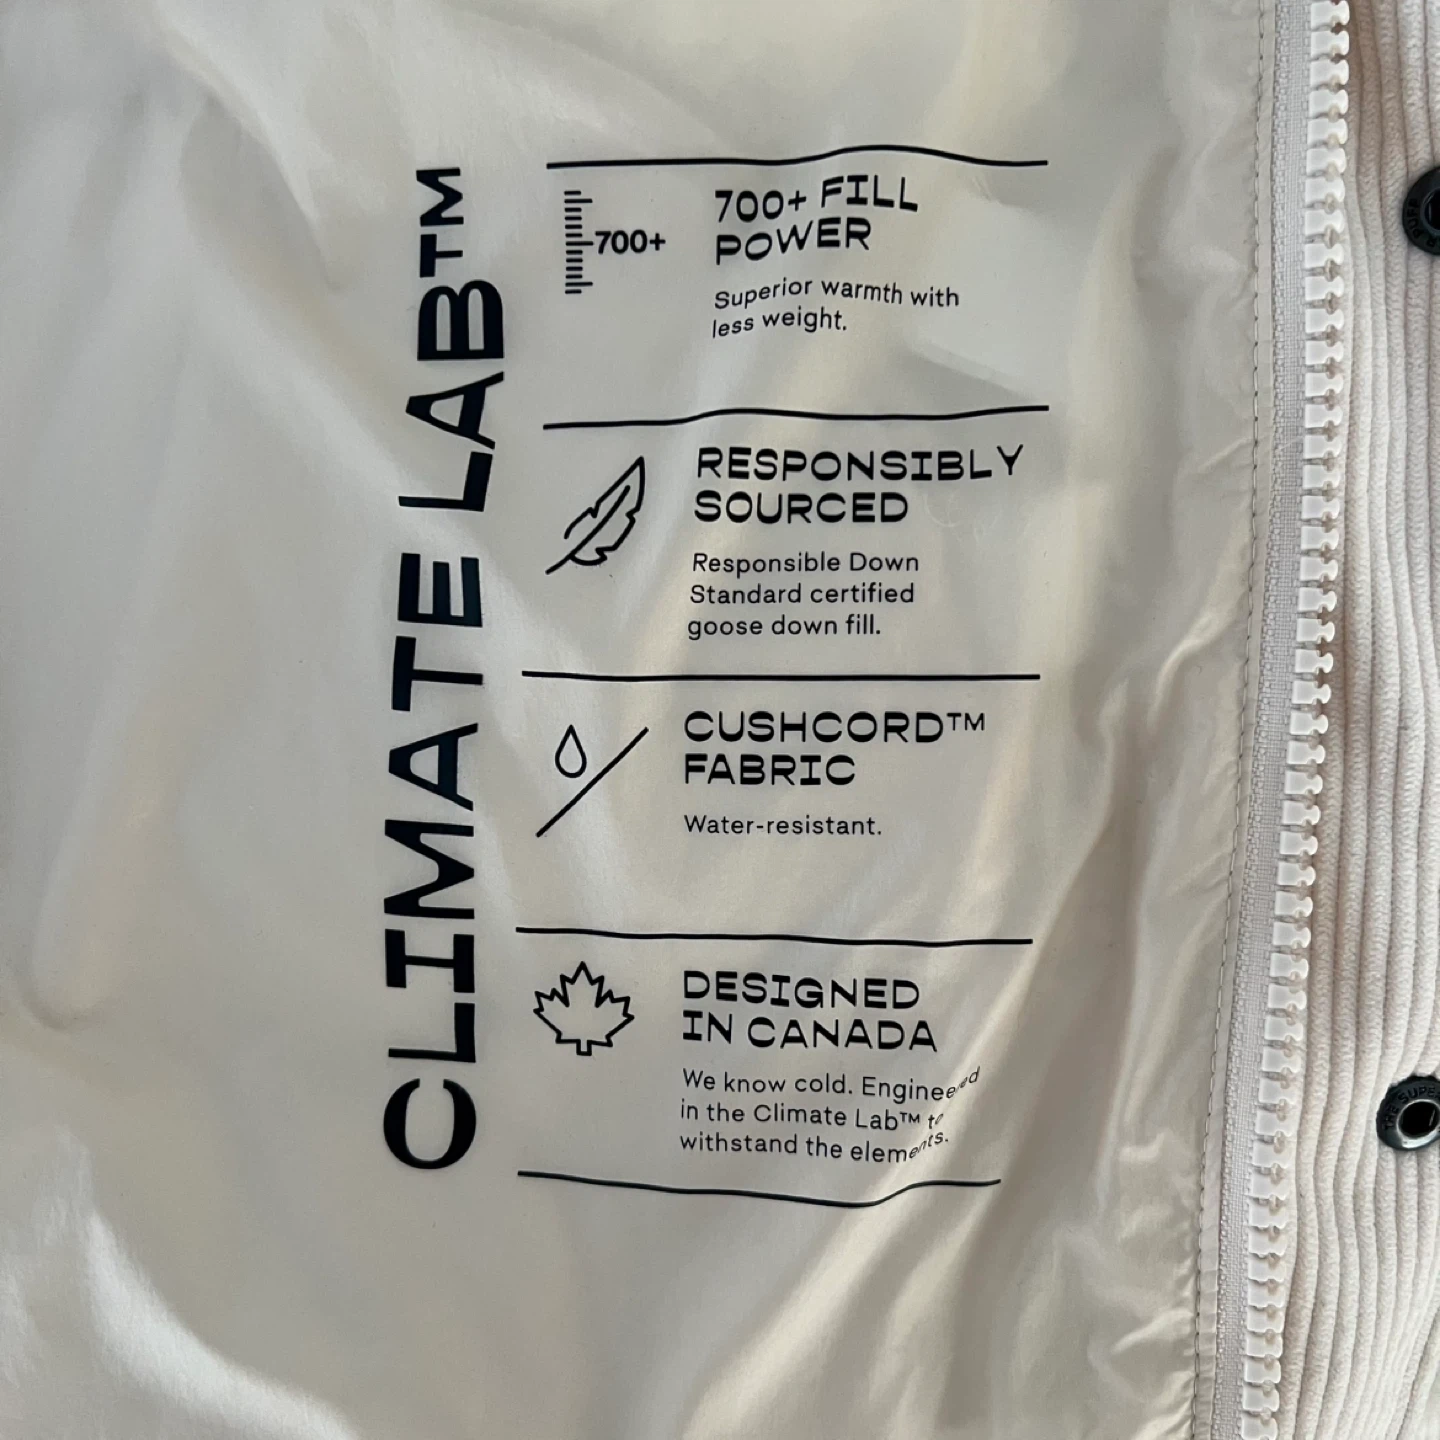 CLIMATE LAB™
700+
700+ FILL
POWER
Superior warmth with
less weight.
RESPONSIBLY
SOURCED
Responsible Down
Standard certified
goose down fill.
CUSHCORD™
FABRIC
Water-resistant.
DESIGNED
IN CANADA
We know cold. Engineered
in the Climate Lab™ to
withstand the elements.